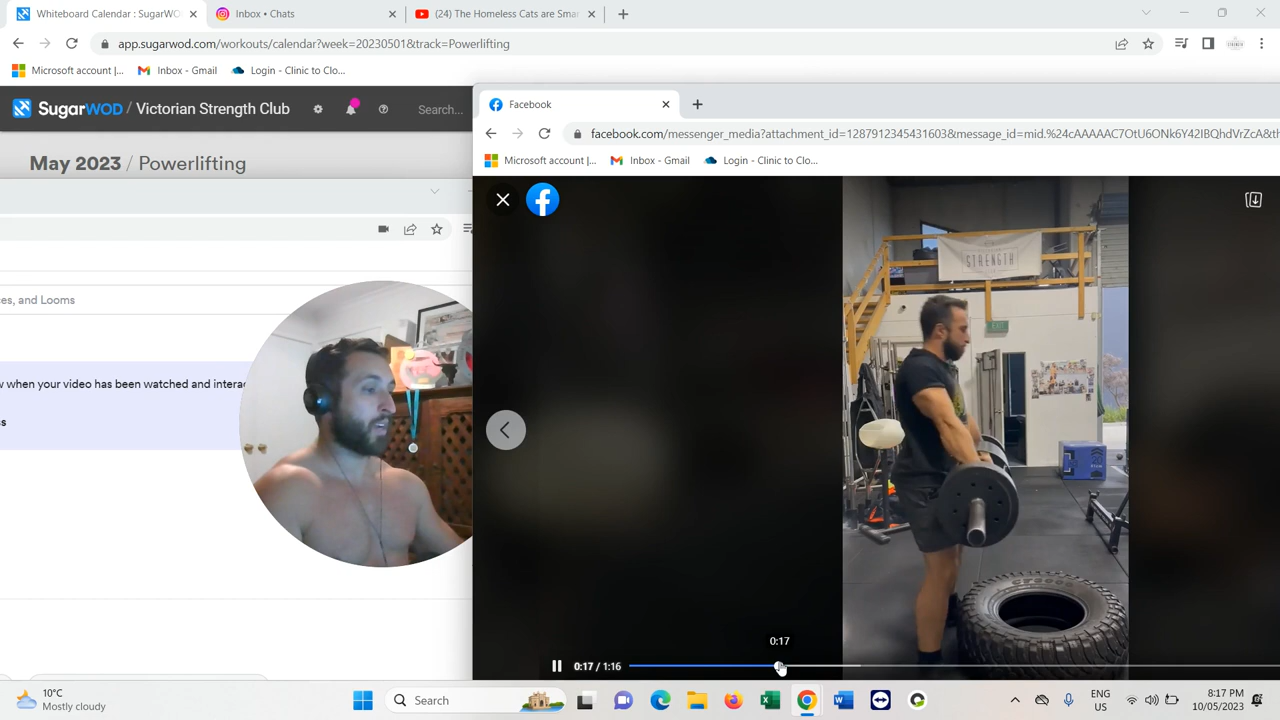 Whiteboard Calendar : SugarWO
Inbox • Chats
(24) The Homeless Cats are Smar
app.sugarwod.com/workouts/calendar?week=20230501&track=Powerlifting
Microsoft account |...
Inbox - Gmail
Login - Clinic to Clo...
SugarWOD / Victorian Strength Club
Search...
May 2023 / Powerlifting
Facebook
facebook.com/messenger_media?attachment_id=1287912345431603&message_id=mid.%24cAAAAAC7OtU6ONk6Y42IBQhdVrZcA&t
Microsoft account |...
Inbox - Gmail
Login - Clinic to Clo...
STRENGTH
EXIT
ces, and Looms
w when your video has been watched and interac
s
0:17
0:17 / 1:16
10°C
Mostly cloudy
Search
ENG
US
8:17 PM
10/05/2023